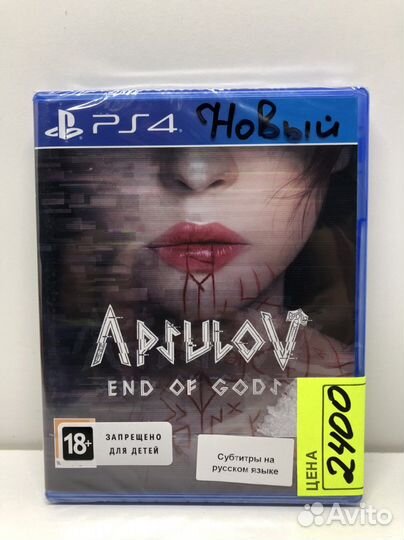 PS4 Новый
APSULOV
END OF GODS
18+
ЗАПРЕЩЕНО
ДЛЯ ДЕТЕЙ
Субтитры на
русском языке
ЦЕНА
2400
Avito